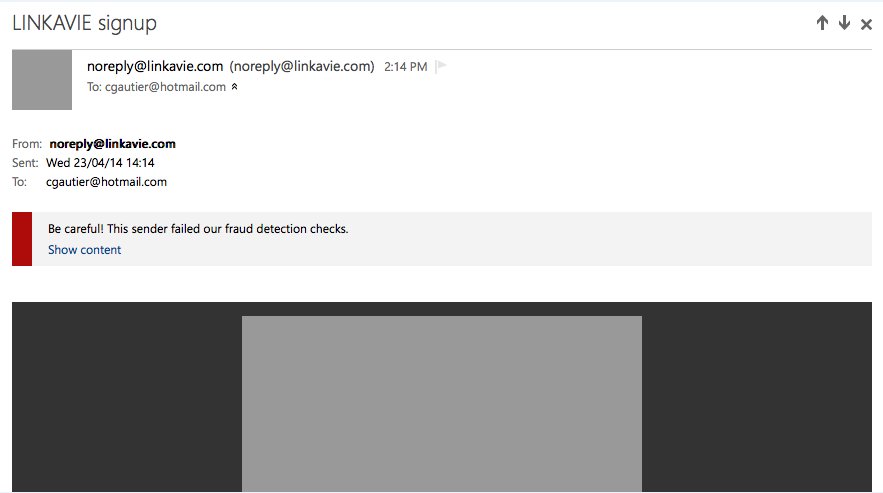 LINKAVIE signup
noreply@linkavie.com (noreply@linkavie.com) 2:14 PM
To: cgautier@hotmail.com
From: noreply@linkavie.com
Sent: Wed 23/04/14 14:14
To: cgautier@hotmail.com
Be careful! This sender failed our fraud detection checks.
Show content